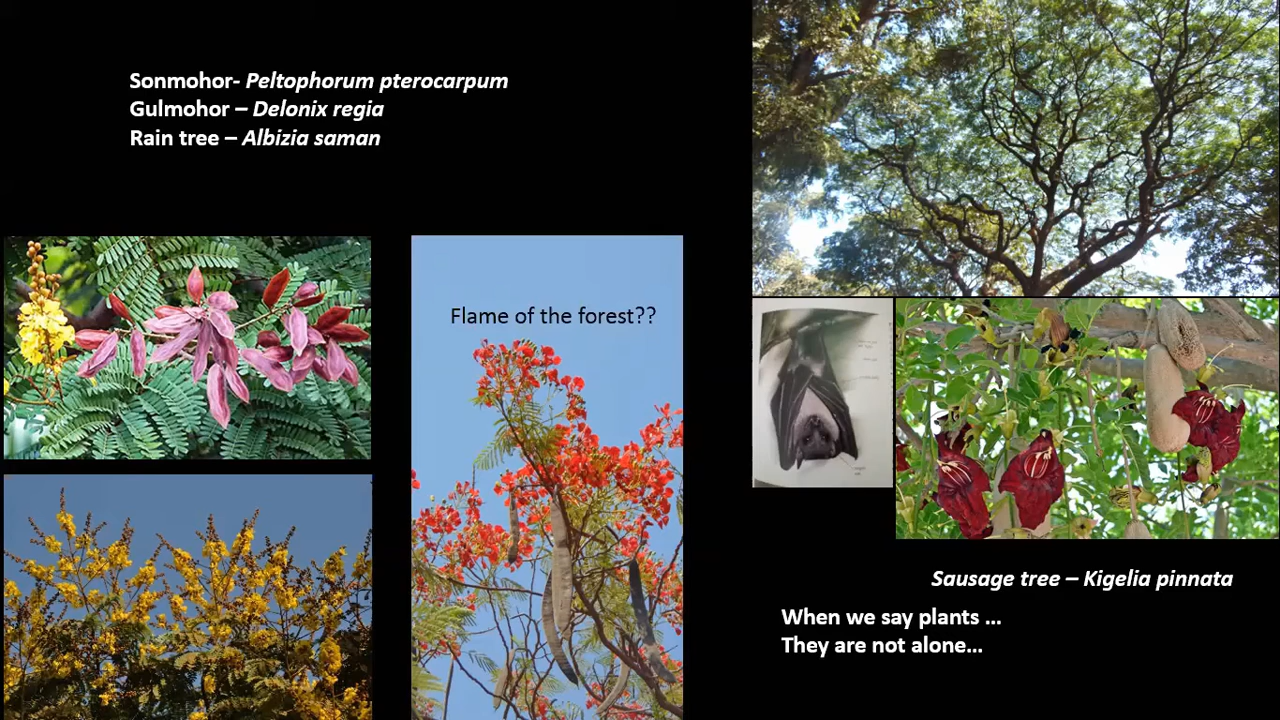 Sonmohor- Peltophorum pterocarpum
Gulmohor – Delonix regia
Rain tree – Albizia saman
Flame of the forest??
Sausage tree – Kigelia pinnata
When we say plants ...
They are not alone...